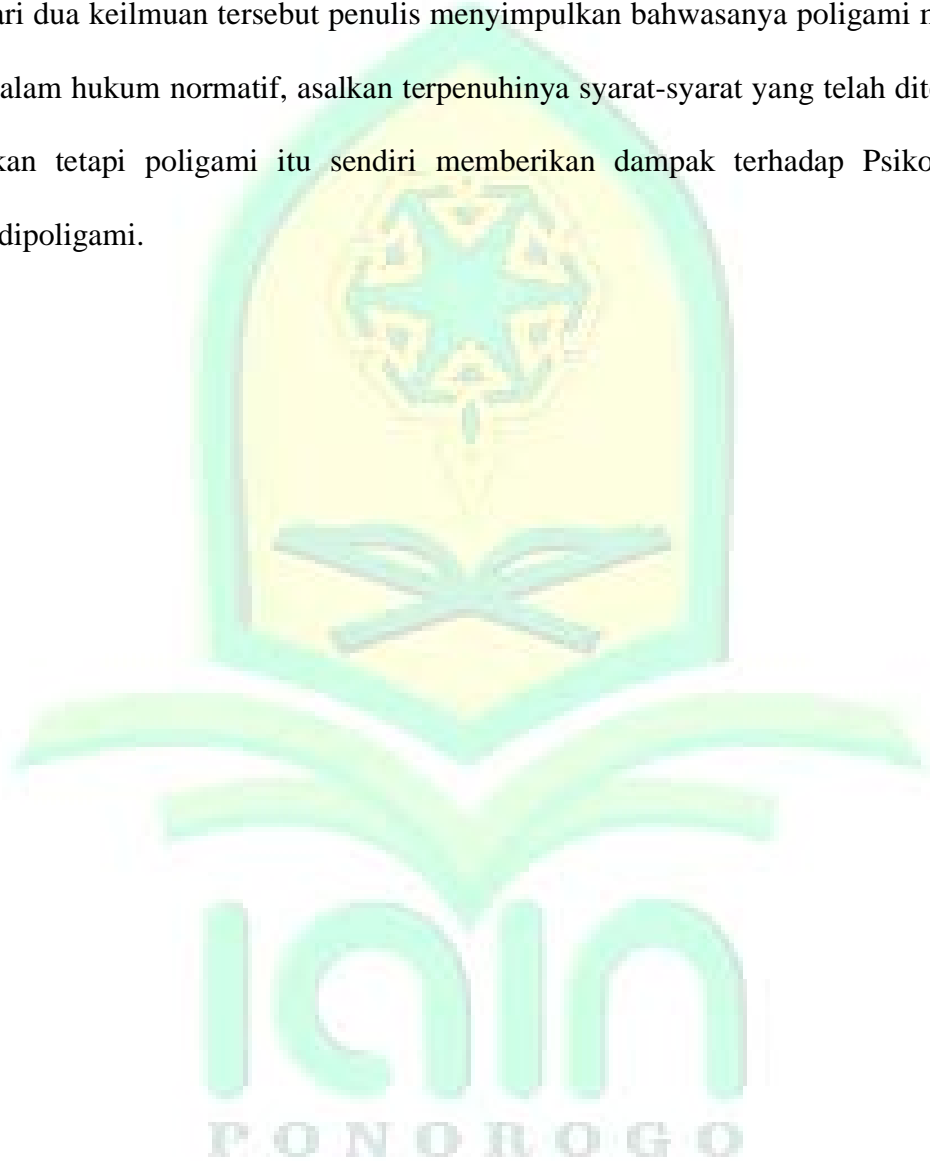 ari dua keilmuan tersebut penulis menyimpulkan bahwasanya poligami
alam hukum normatif, asalkan terpenuhinya syarat-syarat yang telah dit
kan tetapi poligami itu sendiri memberikan dampak terhadap Psiko
dipoligami.
iain
PONOROGO